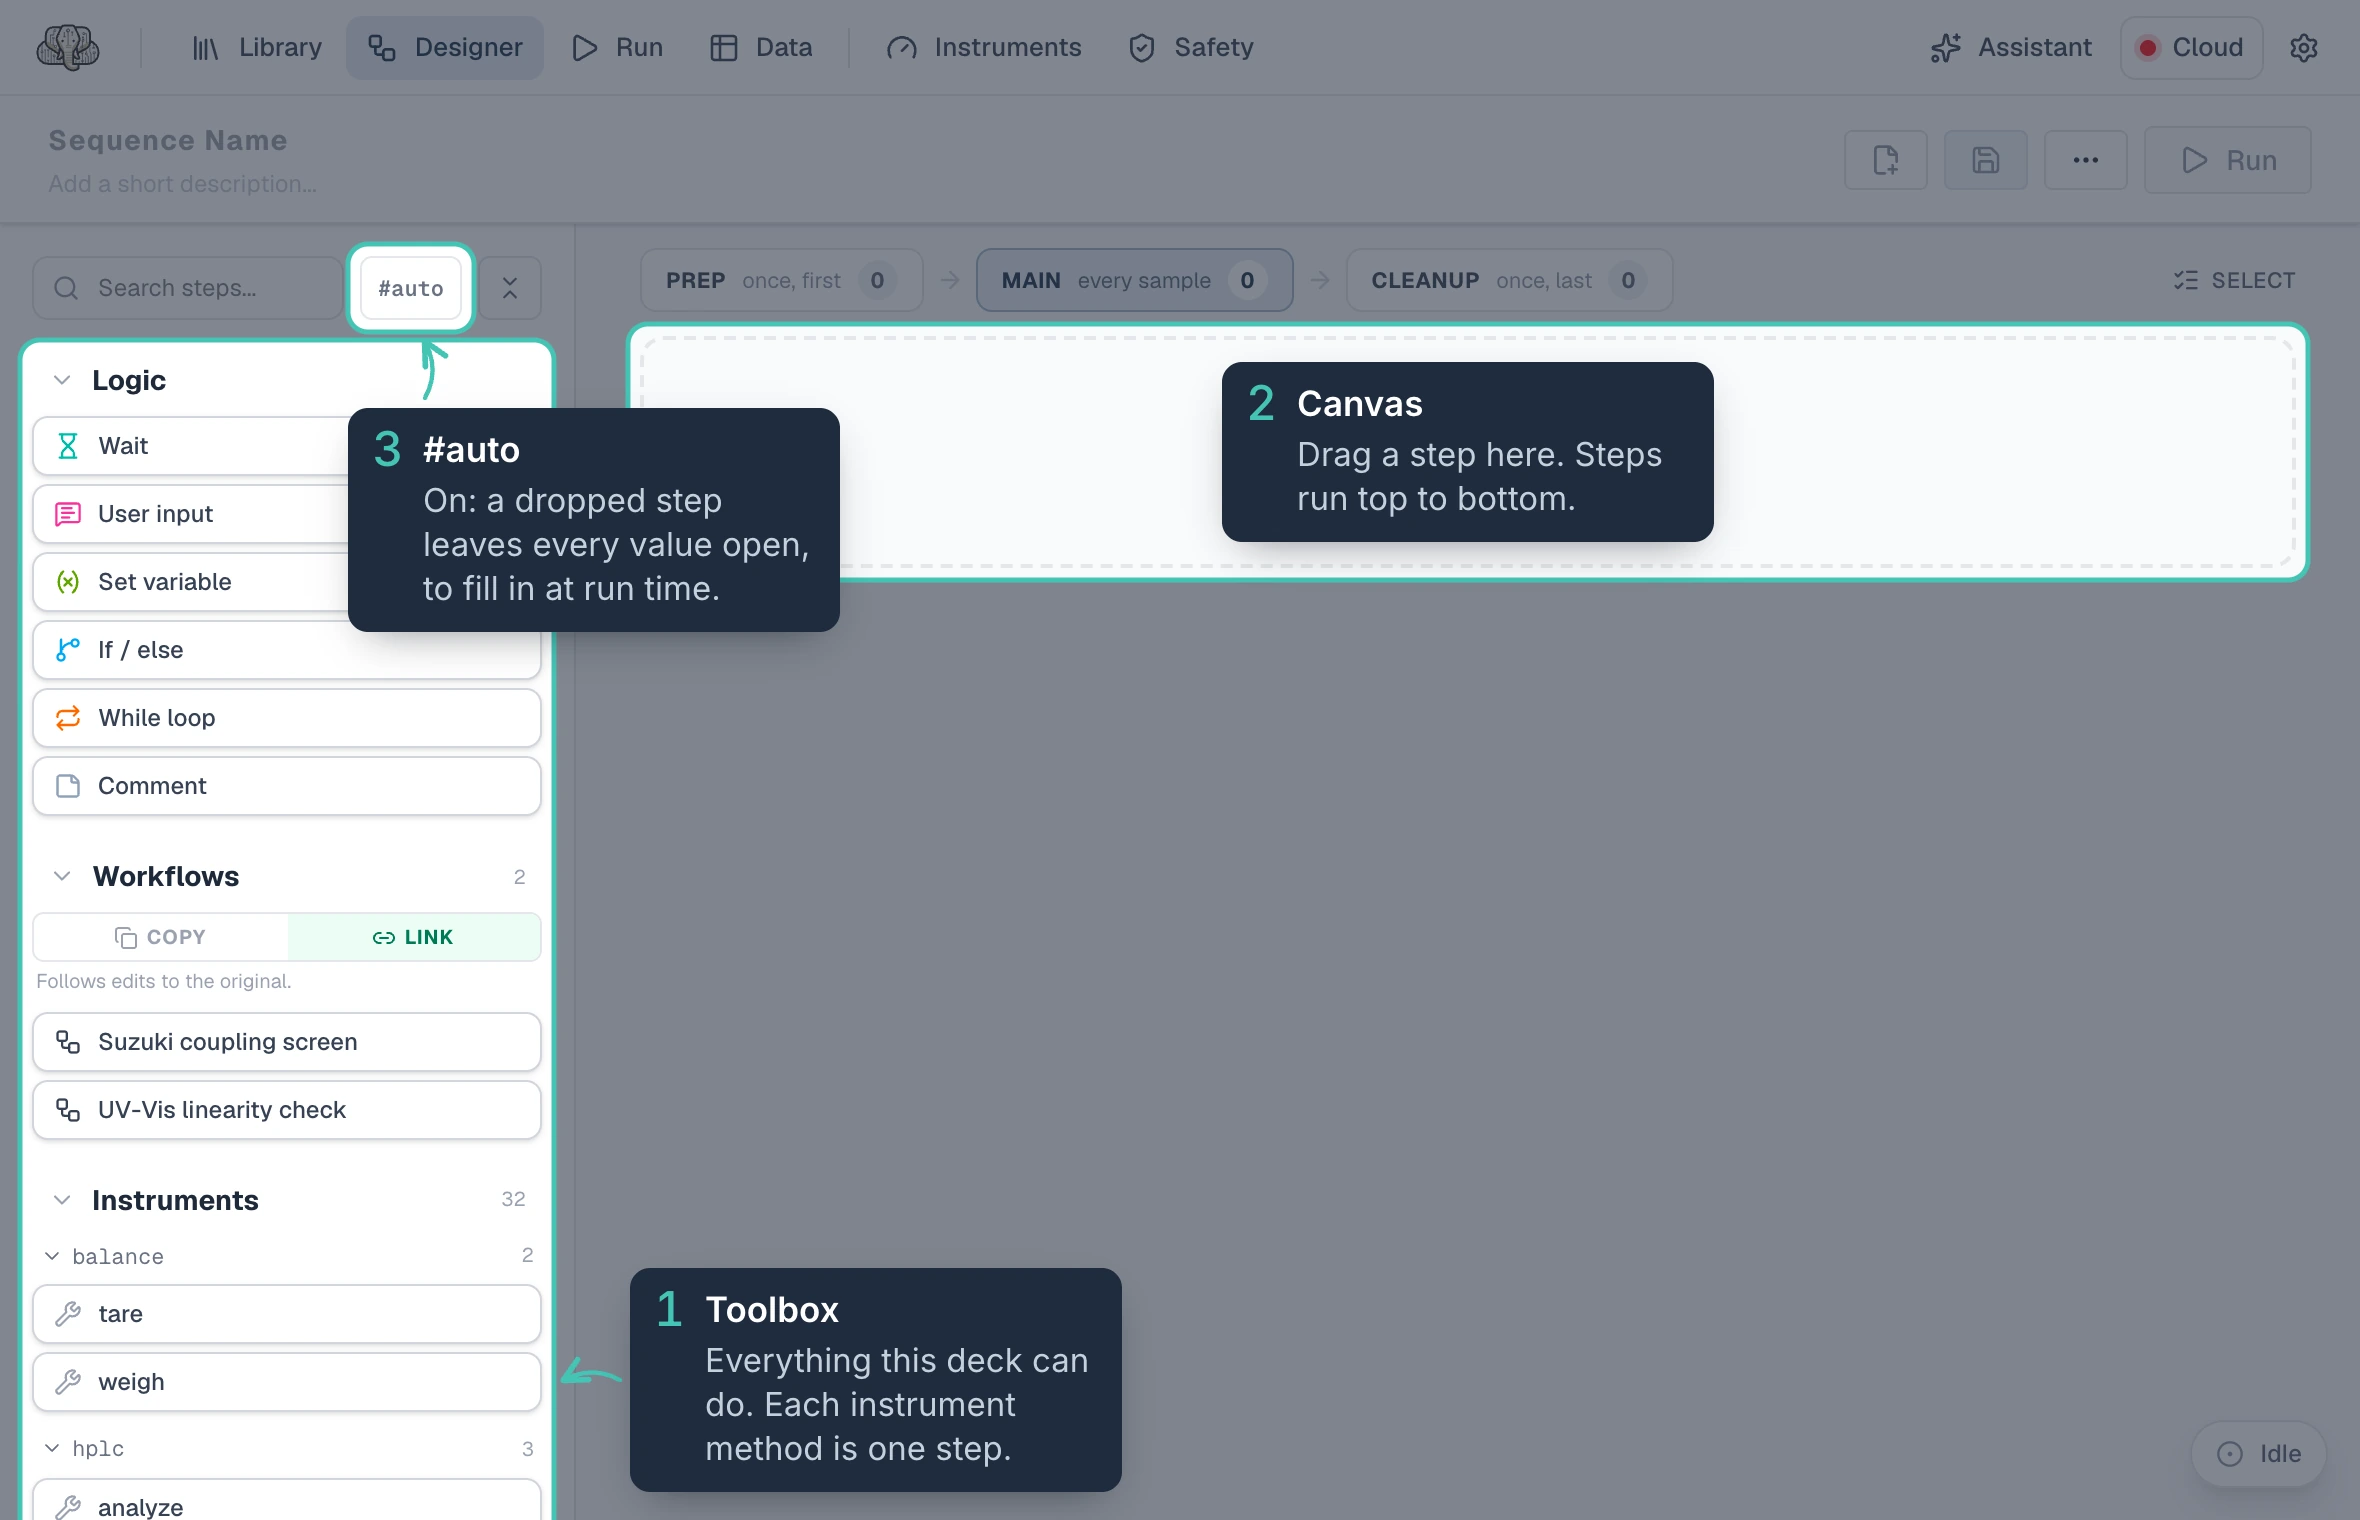 Library
Designer
Run
Data
Instruments
Safety
Assistant
Cloud
Sequence Name
Add a short description...
Run
Search steps...
#auto
PREP once, first 0
MAIN every sample 0
CLEANUP once, last 0
SELECT
Logic
Wait
User input
Set variable
If / else
While loop
Comment
3 #auto
On: a dropped step
leaves every value open,
to fill in at run time.
2 Canvas
Drag a step here. Steps
run top to bottom.
Workflows 2
COPY
LINK
Follows edits to the original.
Suzuki coupling screen
UV-Vis linearity check
Instruments 32
balance 2
tare
weigh
hplc 3
analyze
1 Toolbox
Everything this deck can
do. Each instrument
method is one step.
Idle